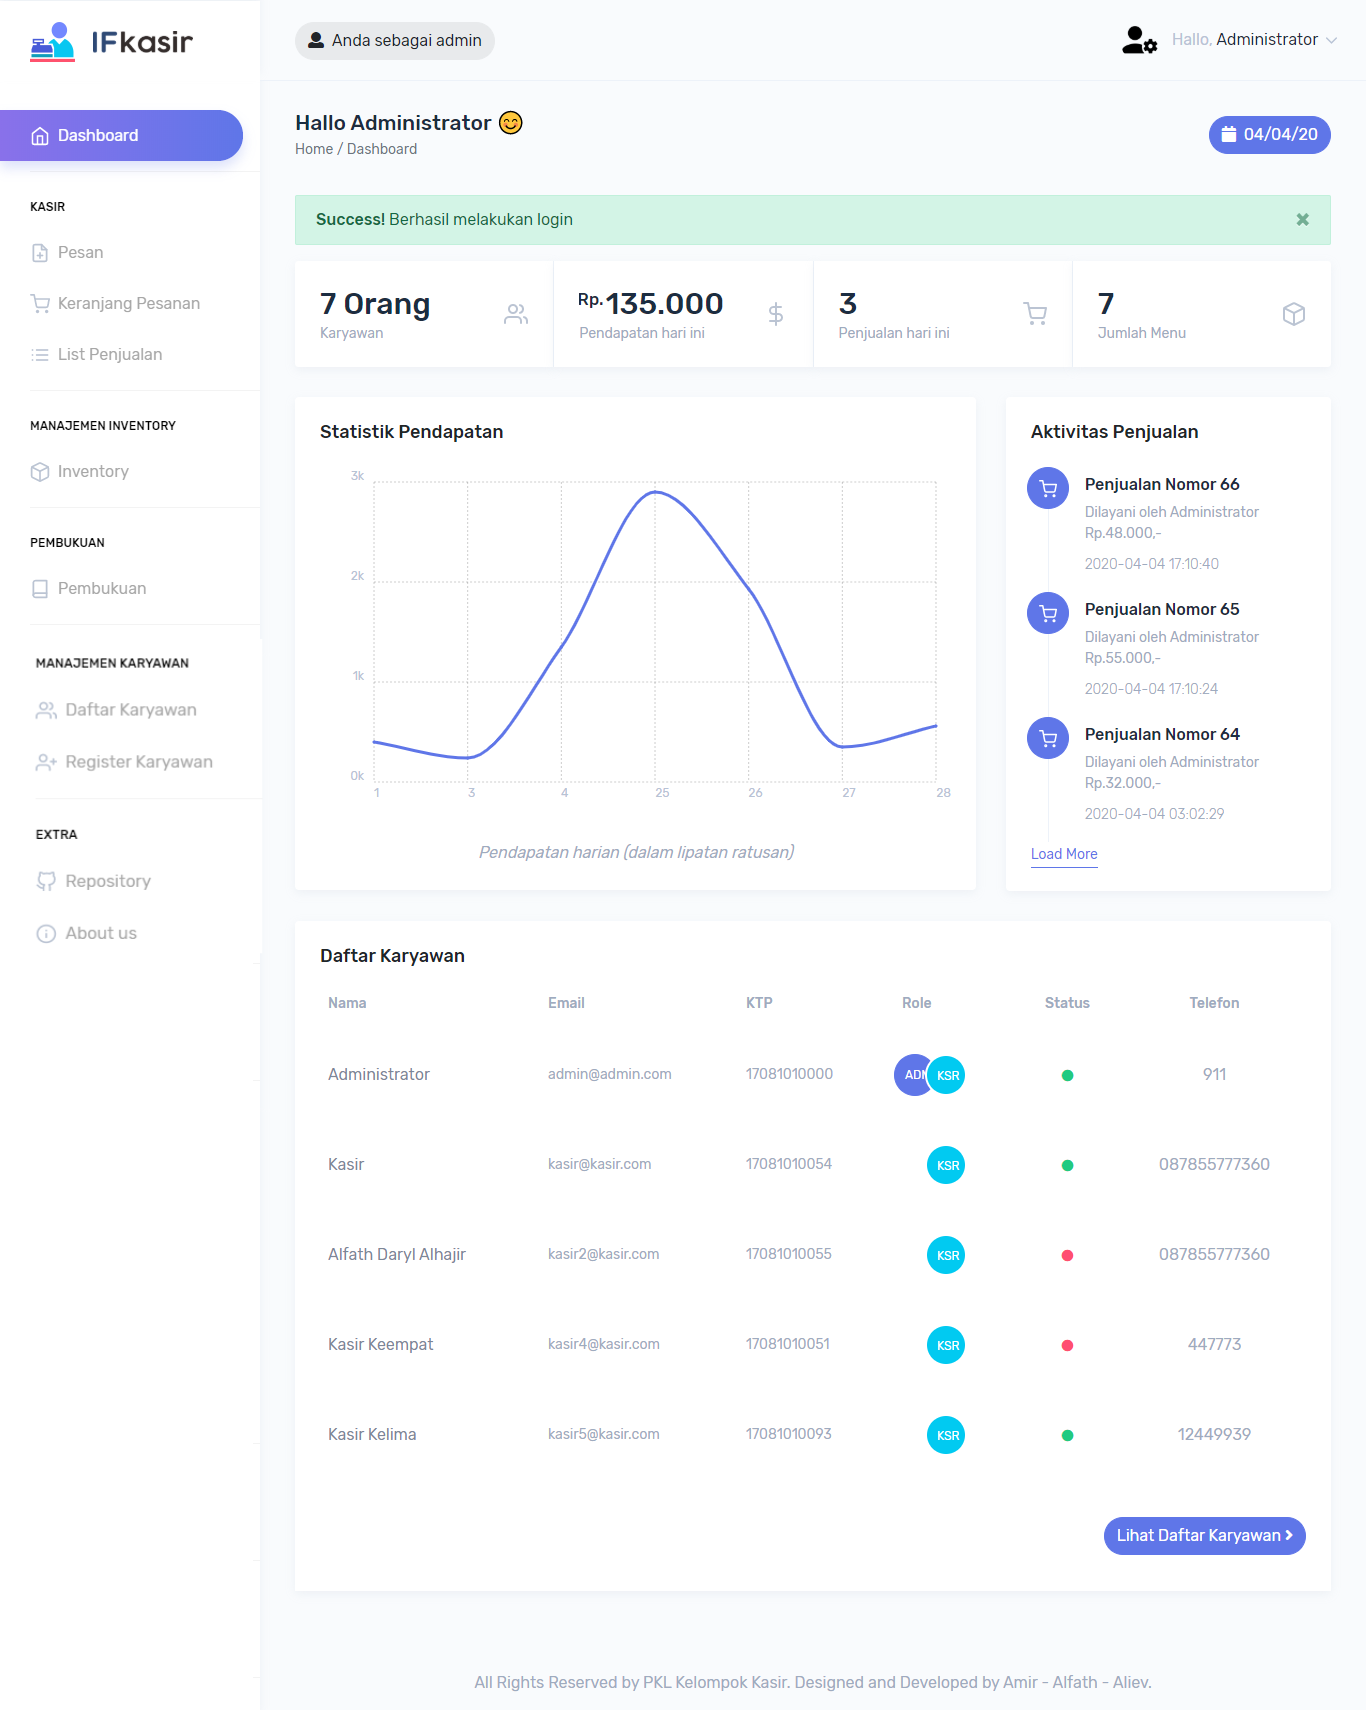 IFkasir
Anda sebagai admin
Hallo, Administrator
Dashboard
KASIR
Pesan
Keranjang Pesanan
List Penjualan
MANAJEMEN INVENTORY
Inventory
PEMBUKUAN
Pembukuan
MANAJEMEN KARYAWAN
Daftar Karyawan
Register Karyawan
EXTRA
Repository
About us
Hallo Administrator 😊
Home / Dashboard
04/04/20
Success! Berhasil melakukan login ×
7 Orang
Karyawan
Rp.135.000
Pendapatan hari ini
3
Penjualan hari ini
7
Jumlah Menu
Statistik Pendapatan
3k
2k
1k
0k
1 3 4 25 26 27 28
Pendapatan harian (dalam lipatan ratusan)
Aktivitas Penjualan
Penjualan Nomor 66
Dilayani oleh Administrator
Rp.48.000,-
2020-04-04 17:10:40
Penjualan Nomor 65
Dilayani oleh Administrator
Rp.55.000,-
2020-04-04 17:10:24
Penjualan Nomor 64
Dilayani oleh Administrator
Rp.32.000,-
2020-04-04 03:02:29
Load More
Daftar Karyawan
Nama Email KTP Role Status Telefon
Administrator admin@admin.com 17081010000 ADM KSR 911
Kasir kasir@kasir.com 17081010054 KSR 087855777360
Alfath Daryl Alhajir kasir2@kasir.com 17081010055 KSR 087855777360
Kasir Keempat kasir4@kasir.com 17081010051 KSR 447773
Kasir Kelima kasir5@kasir.com 17081010093 KSR 12449939
Lihat Daftar Karyawan
All Rights Reserved by PKL Kelompok Kasir. Designed and Developed by Amir - Alfath - Aliev.